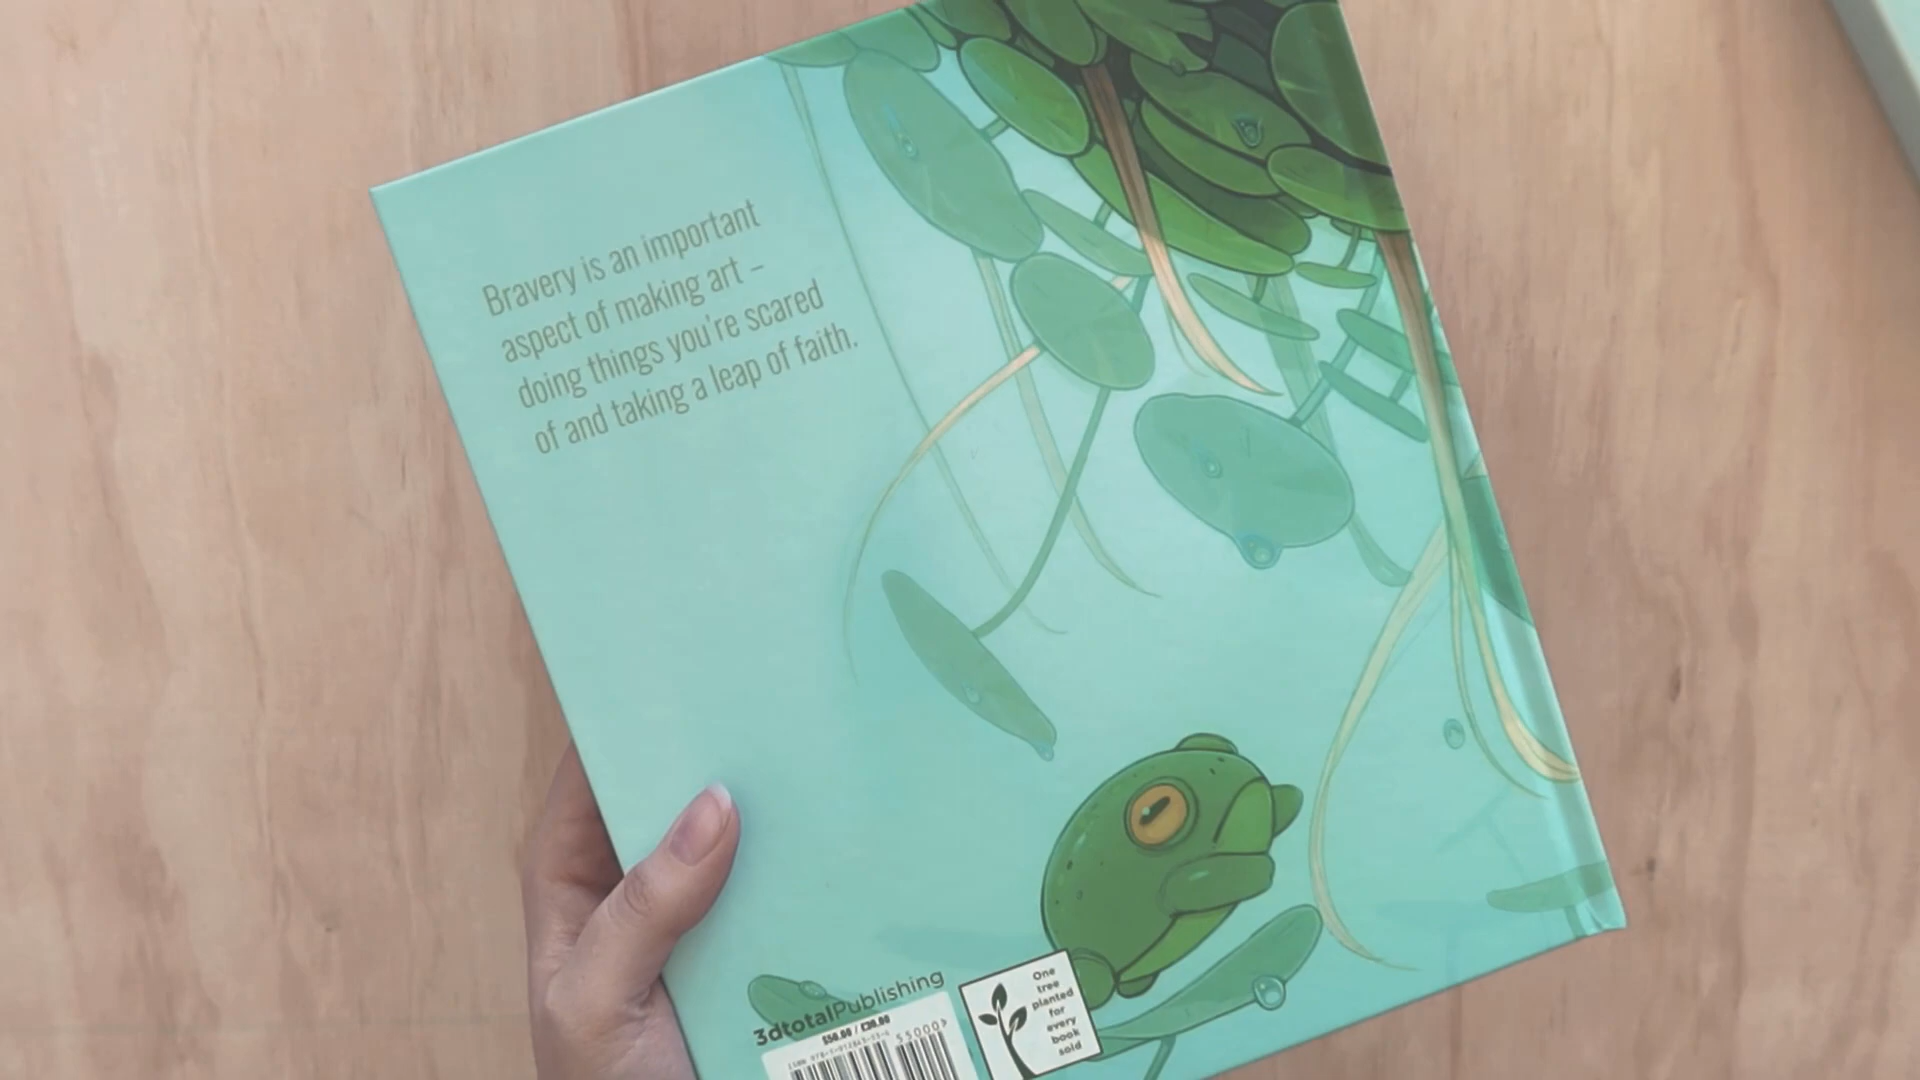 Bravery is an important
aspect of making art –
doing things you're scared
of and taking a leap of faith.
3dtotalPublishing
One
tree
planted
for
every
book
sold
55000>